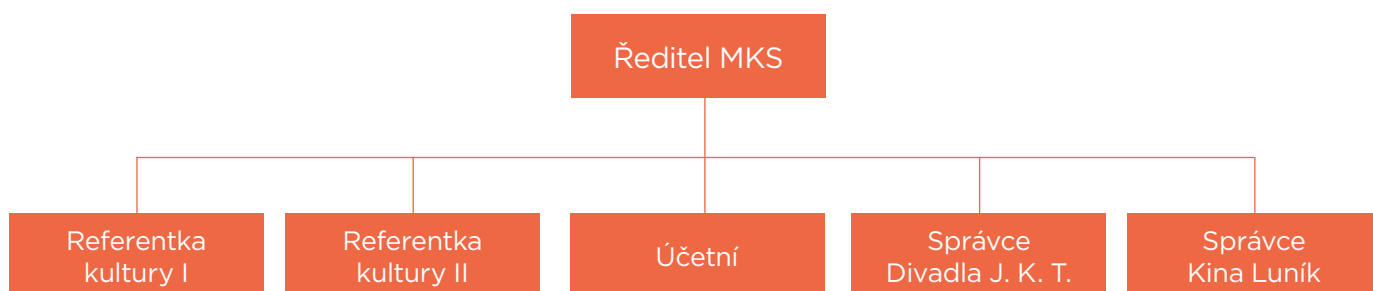 Ředitel MKS
Referentka
kultury I
Referentka
kultury II
Účetní
Správce
Divadla J. K. T.
Správce
Kina Luník